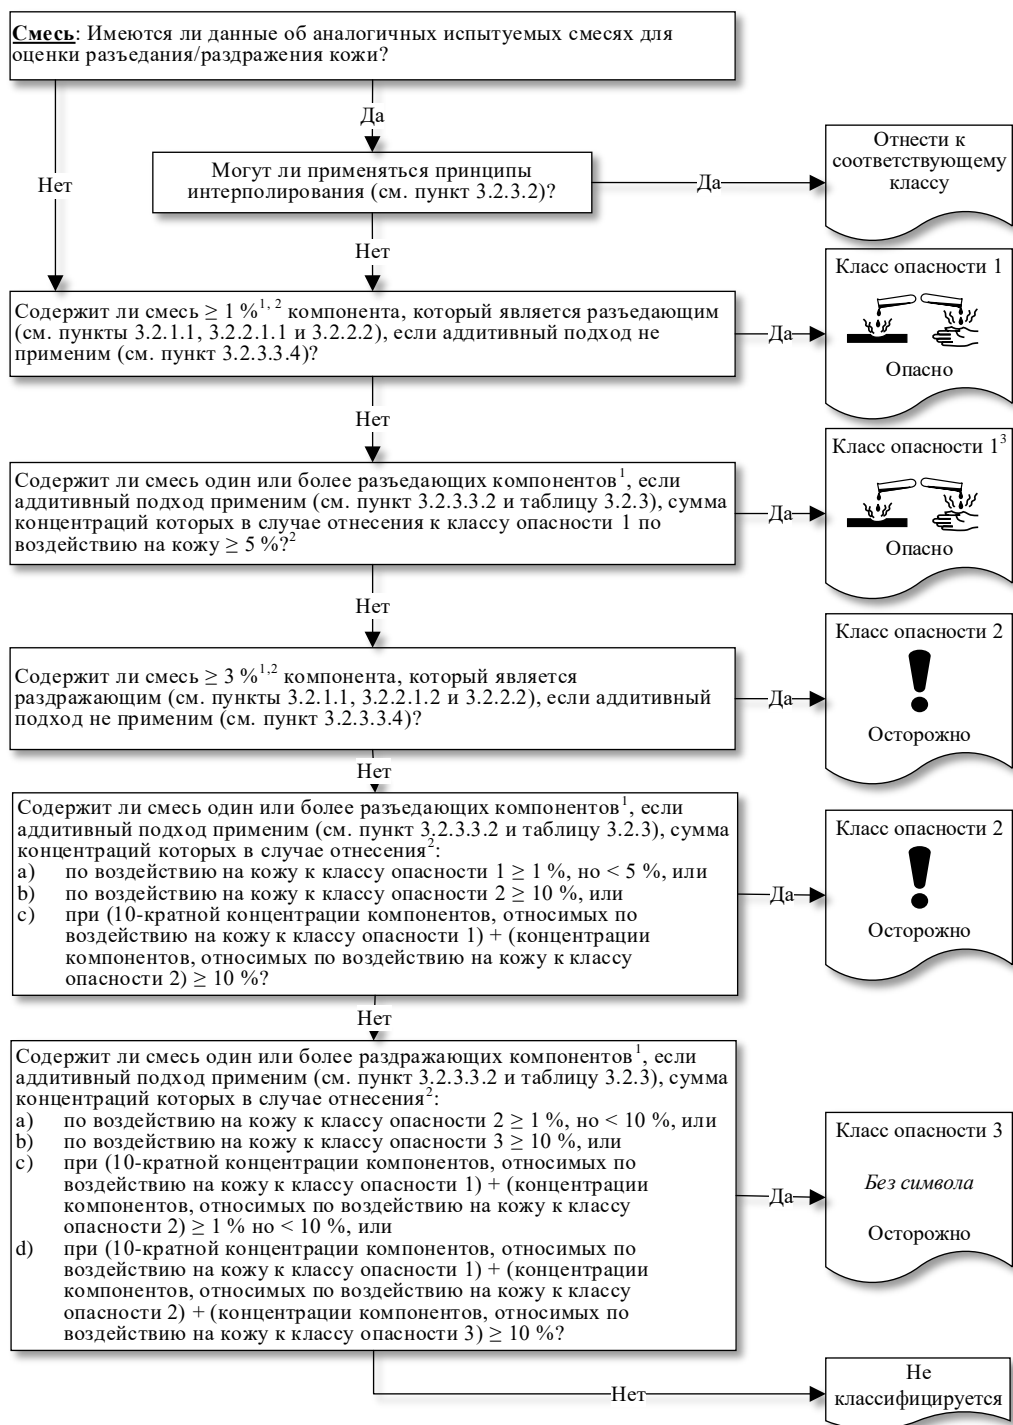 Смесь: Имеются ли данные об аналогичных испытуемых смесях для
оценки разъедания/раздражения кожи?
Да
Нет
Могут ли применяться принципы
интерполирования (см. пункт 3.2.3.2)?
Да
Отнести к
соответствующему
классу
Нет
Содержит ли смесь ≥ 1 %1, 2 компонента, который является разъедающим
(см. пункты 3.2.1.1, 3.2.2.1.1 и 3.2.2.2), если аддитивный подход не
применим (см. пункт 3.2.3.3.4)?
Да
Класс опасности 1
Опасно
Нет
Содержит ли смесь один или более разъедающих компонентов1, если
аддитивный подход применим (см. пункт 3.2.3.3.2 и таблицу 3.2.3), сумма
концентраций которых в случае отнесения к классу опасности 1 по
воздействию на кожу ≥ 5 %?2
Да
Класс опасности 13
Опасно
Нет
Содержит ли смесь ≥ 3 %1,2 компонента, который является
раздражающим (см. пункты 3.2.1.1, 3.2.2.1.2 и 3.2.2.2), если аддитивный
подход не применим (см. пункт 3.2.3.3.4)?
Да
Класс опасности 2
Осторожно
Нет
Содержит ли смесь один или более разъедающих компонентов1, если
аддитивный подход применим (см. пункт 3.2.3.3.2 и таблицу 3.2.3), сумма
концентраций которых в случае отнесения2:
a) по воздействию на кожу к классу опасности 1 ≥ 1 %, но < 5 %, или
b) по воздействию на кожу к классу опасности 2 ≥ 10 %, или
c) при (10-кратной концентрации компонентов, относимых по
воздействию на кожу к классу опасности 1) + (концентрации
компонентов, относимых по воздействию на кожу к классу
опасности 2) ≥ 10 %?
Да
Класс опасности 2
Осторожно
Нет
Содержит ли смесь один или более раздражающих компонентов1, если
аддитивный подход применим (см. пункт 3.2.3.3.2 и таблицу 3.2.3), сумма
концентраций которых в случае отнесения2:
a) по воздействию на кожу к классу опасности 2 ≥ 1 %, но < 10 %, или
b) по воздействию на кожу к классу опасности 3 ≥ 10 %, или
c) при (10-кратной концентрации компонентов, относимых по
воздействию на кожу к классу опасности 1) + (концентрации
компонентов, относимых по воздействию на кожу к классу
опасности 2) ≥ 1 % но < 10 %, или
d) при (10-кратной концентрации компонентов, относимых по
воздействию на кожу к классу опасности 1) + (концентрации
компонентов, относимых по воздействию на кожу к классу
опасности 2) + (концентрации компонентов, относимых по
воздействию на кожу к классу опасности 3) ≥ 10 %?
Да
Класс опасности 3
Без символа
Осторожно
Нет
Не
классифицируется